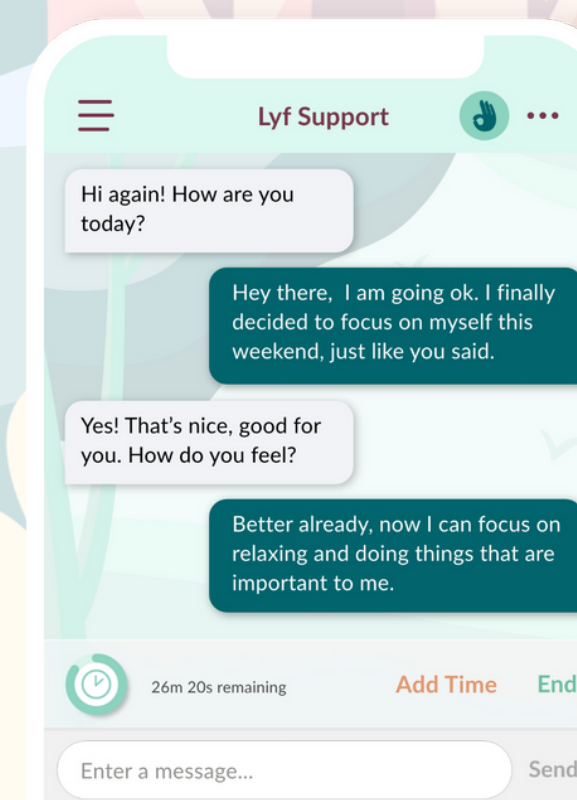 Lyf Support
Hi again! How are you
today?
Hey there, I am going ok. I finally
decided to focus on myself this
weekend, just like you said.
Yes! That's nice, good for
you. How do you feel?
Better already, now I can focus on
relaxing and doing things that are
important to me.
26m 20s remaining Add Time End
Enter a message... Send